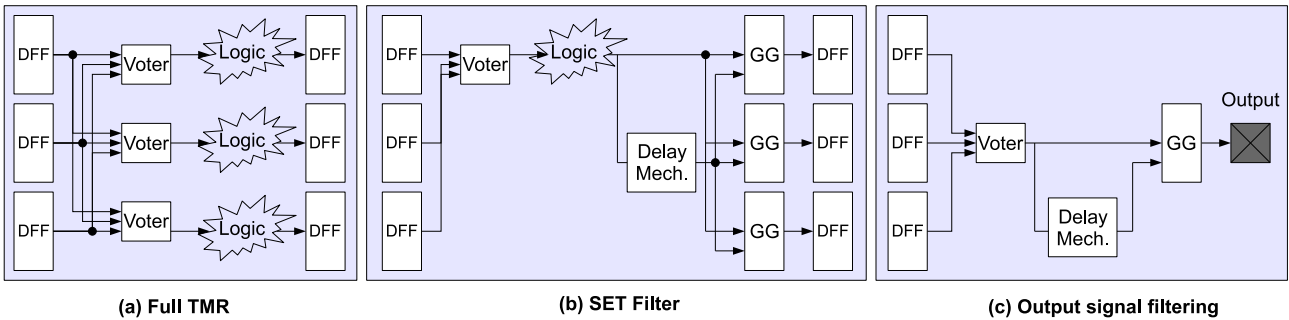 DFF
Voter
Logic
DFF
DFF
Voter
Logic
DFF
DFF
Voter
Logic
DFF
(a) Full TMR
DFF
Voter
Logic
GG
DFF
DFF
Delay
Mech.
GG
DFF
DFF
GG
DFF
(b) SET Filter
DFF
DFF
Voter
GG
Output
DFF
Delay
Mech.
(c) Output signal filtering